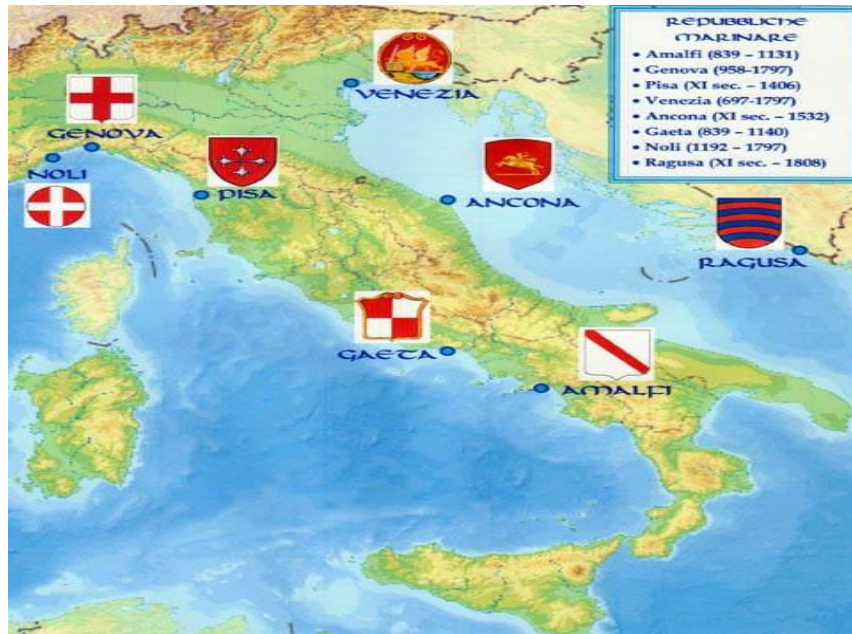 REPUBBLICHE
MARINARE
• Amalfi (839 – 1131)
• Genova (958-1797)
• Pisa (XI sec. – 1406)
• Venezia (697-1797)
• Ancona (XI sec. – 1532)
• Gaeta (839 – 1140)
• Noli (1192 – 1797)
• Ragusa (XI sec. – 1808)
VENEZIA
GENOVA
NOLI
PISA
ANCONA
RAGUSA
GAETA
AMALFI